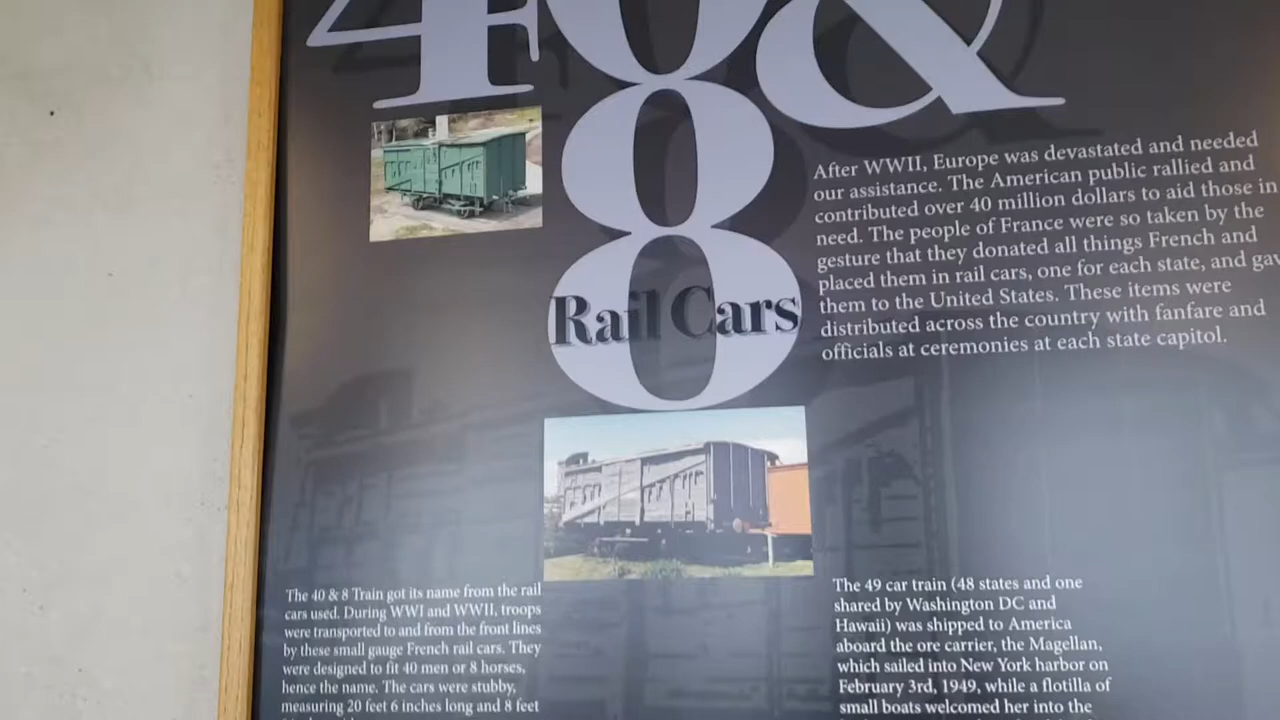 40 &
8
8
Rail Cars
After WWII, Europe was devastated and needed
our assistance. The American public rallied and
contributed over 40 million dollars to aid those in
need. The people of France were so taken by the
gesture that they donated all things French and
placed them in rail cars, one for each state, and gav
them to the United States. These items were
distributed across the country with fanfare and
officials at ceremonies at each state capitol.
The 40 & 8 Train got its name from the rail
cars used. During WWI and WWII, troops
were transported to and from the front lines
by these small gauge French rail cars. They
were designed to fit 40 men or 8 horses,
hence the name. The cars were stubby,
measuring 20 feet 6 inches long and 8 feet
The 49 car train (48 states and one
shared by Washington DC and
Hawaii) was shipped to America
aboard the ore carrier, the Magellan,
which sailed into New York harbor on
February 3rd, 1949, while a flotilla of
small boats welcomed her into the